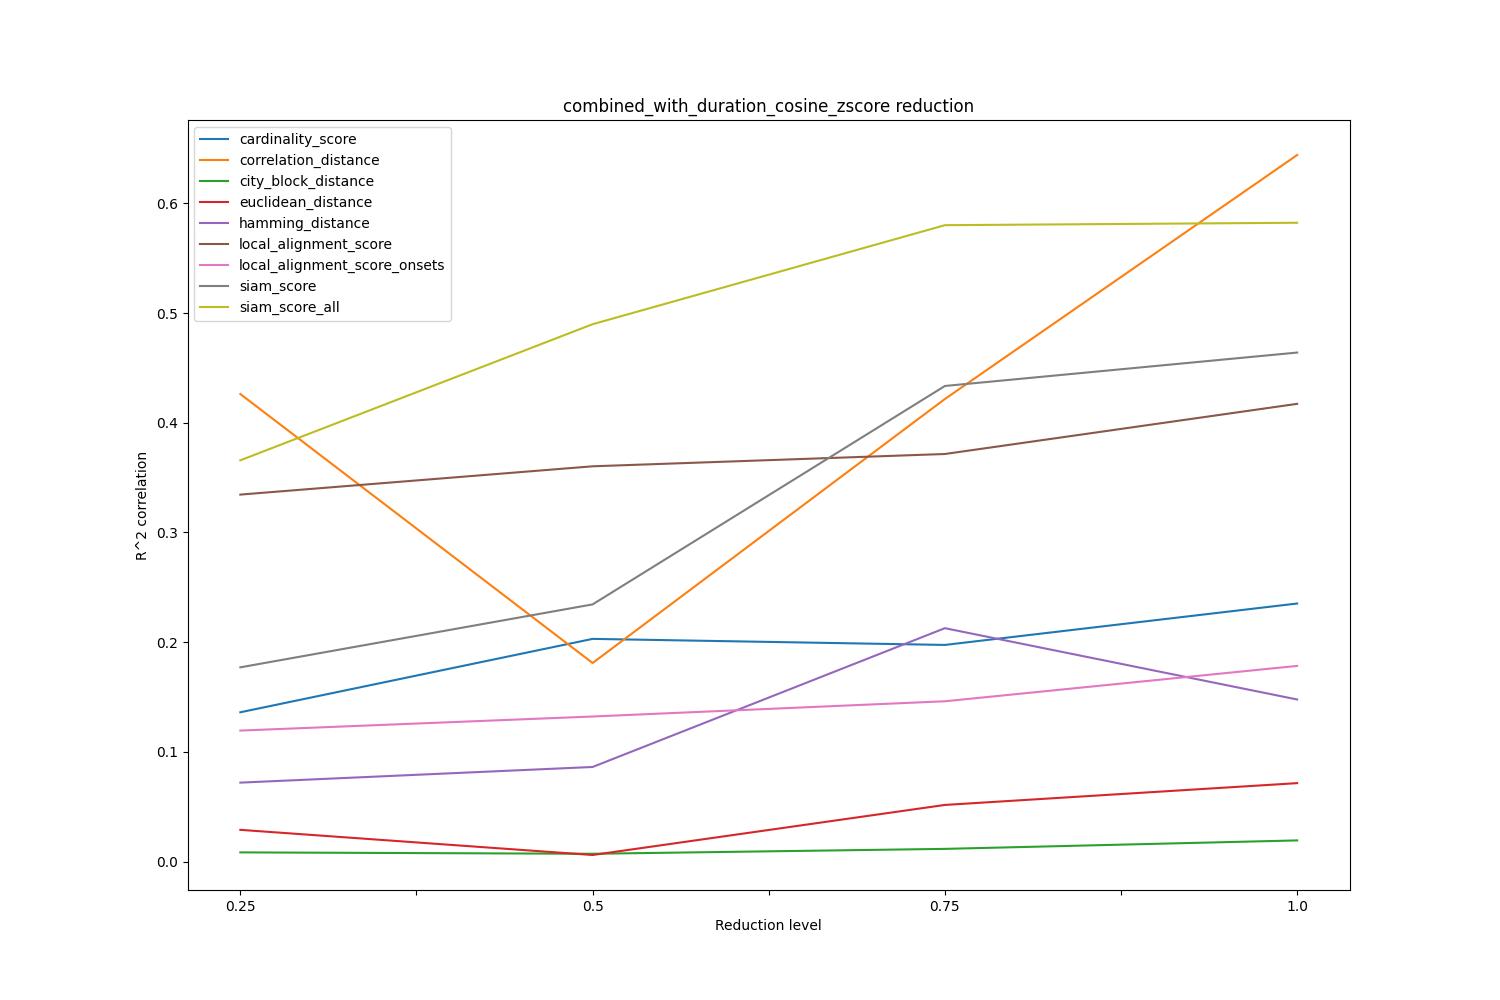 combined_with_duration_cosine_zscore reduction
cardinality_score
correlation_distance
city_block_distance
euclidean_distance
hamming_distance
local_alignment_score
local_alignment_score_onsets
siam_score
siam_score_all
0.6
0.5
0.4
0.3
0.2
0.1
0.0
R^2 correlation
0.25
0.5
0.75
1.0
Reduction level